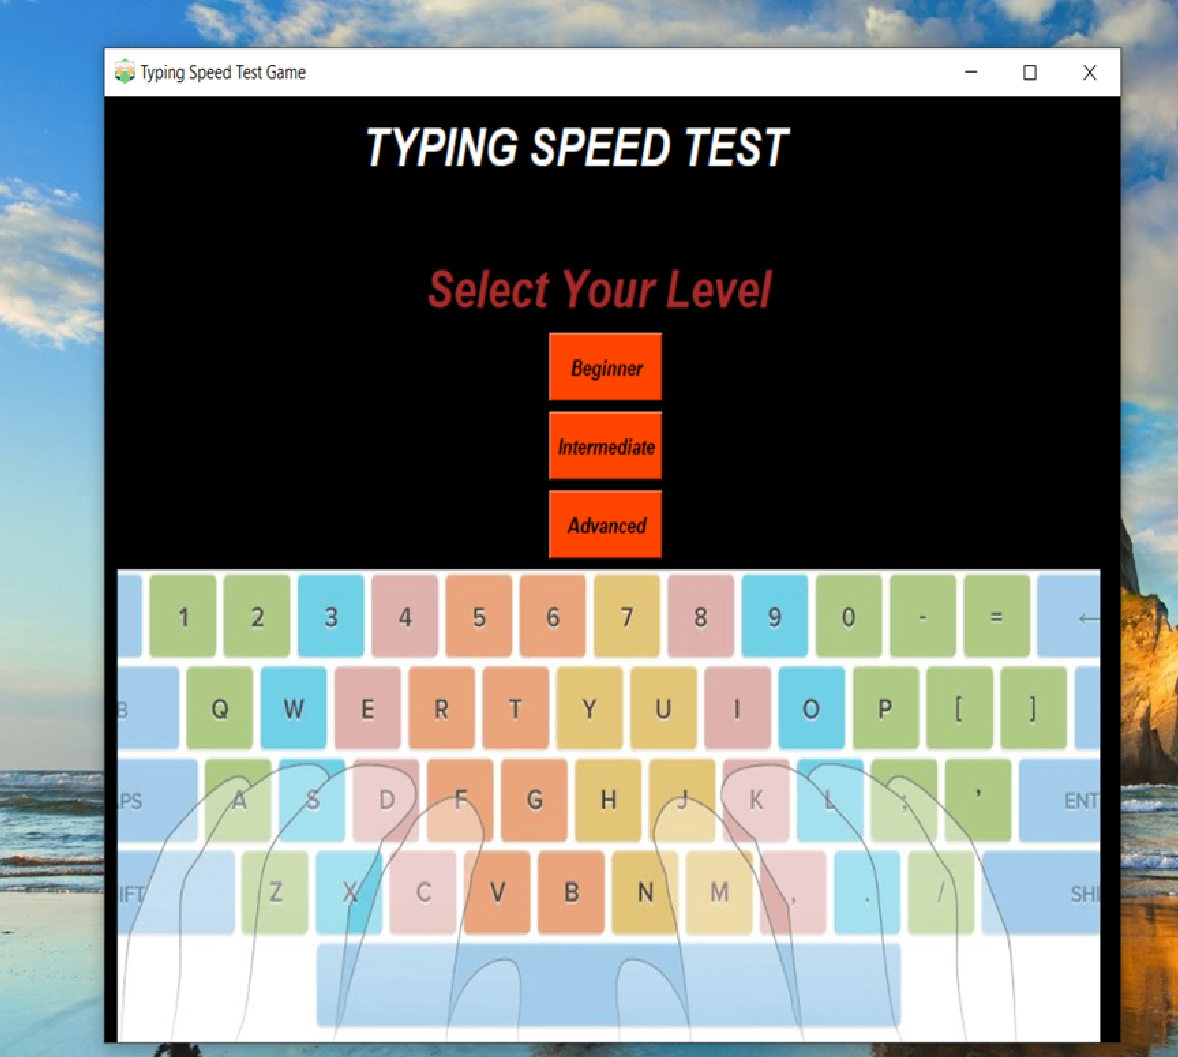 Typing Speed Test Game
TYPING SPEED TEST
Select Your Level
Beginner
Intermediate
Advanced
1 2 3 4 5 6 7 8 9 0 - = ←
B Q W E R T Y U I O P [ ]
PS A S D F G H J K L ; ' ENT
IFT Z X C V B N M , . / SHI